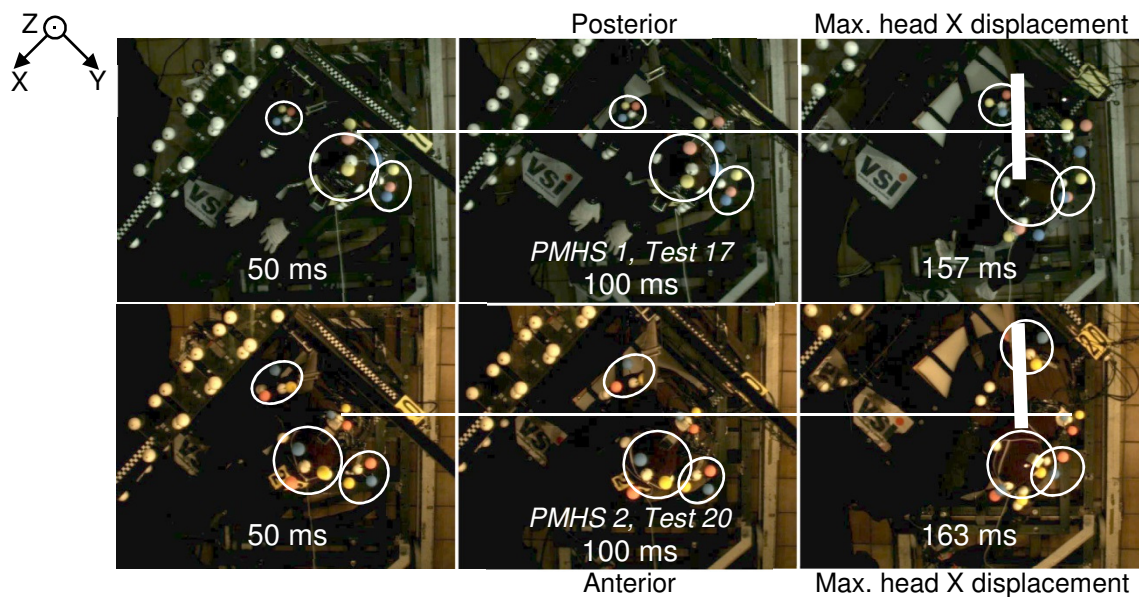 Z
X
Y
Posterior
Max. head X displacement
vsi
vsi
50 ms
PMHS 1, Test 17
100 ms
157 ms
50 ms
PMHS 2, Test 20
100 ms
163 ms
Anterior
Max. head X displacement